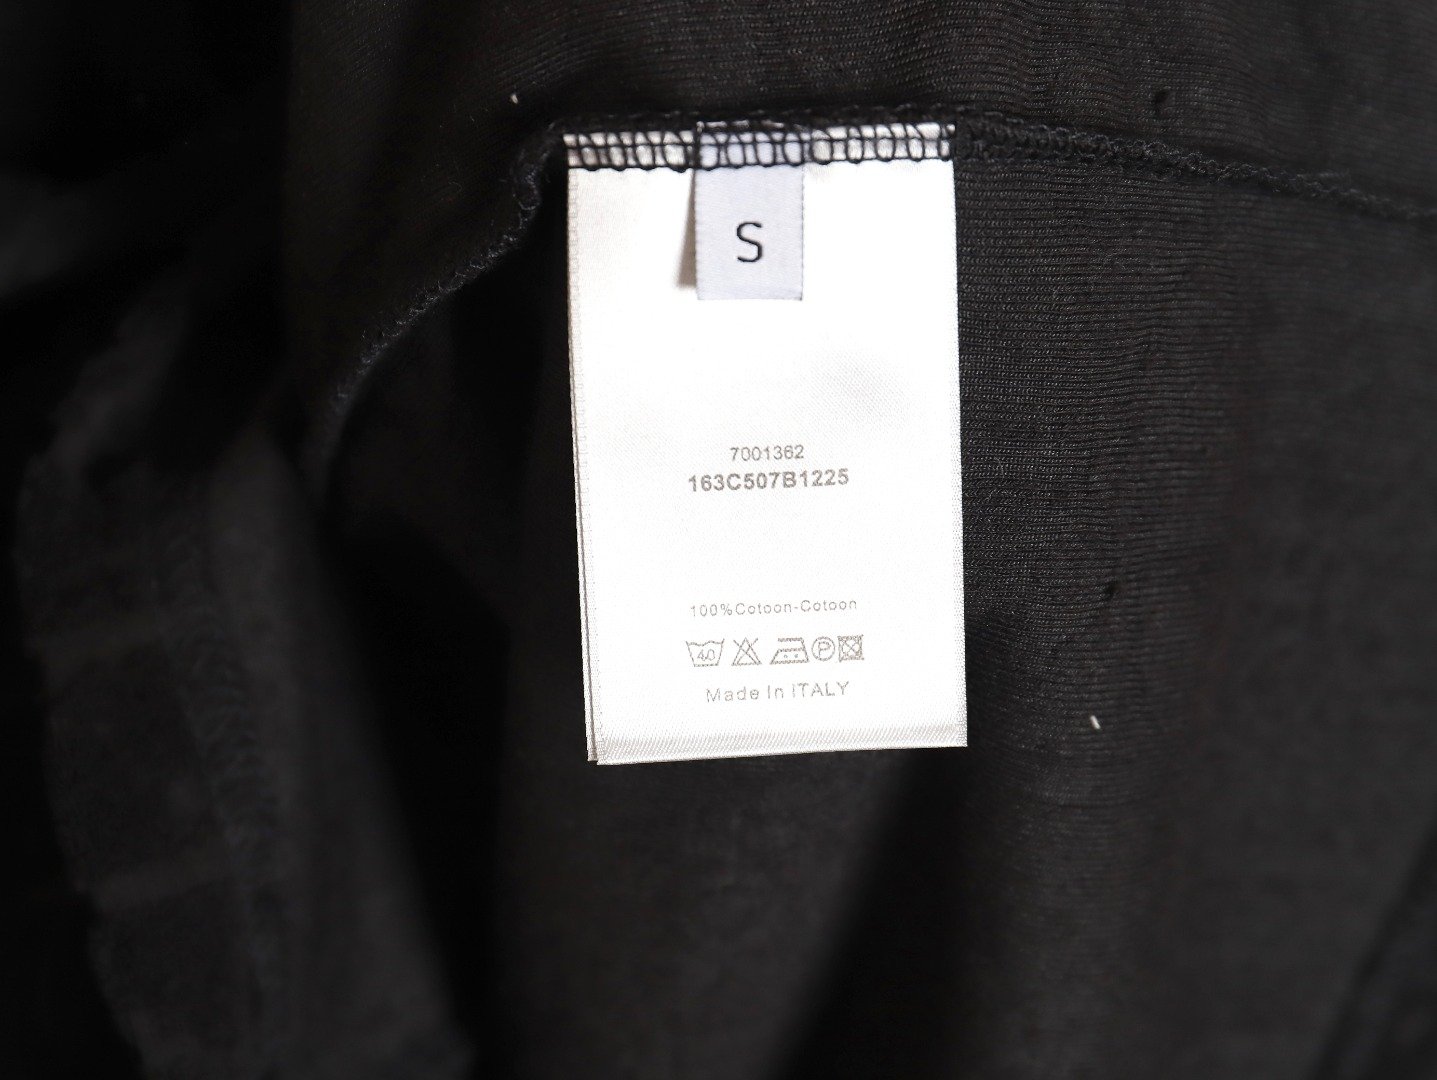 S
7001362
163C507B1225
100%Cotoon-Cotoon
40
P
Made In ITALY